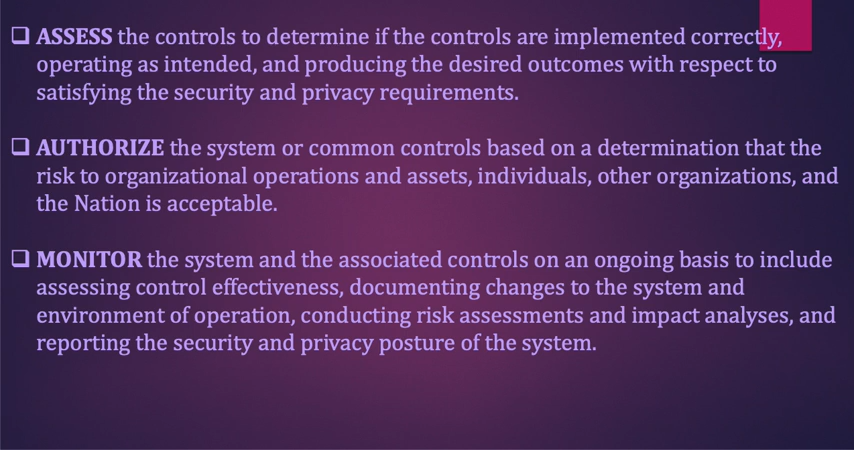 ❑ ASSESS the controls to determine if the controls are implemented correctly,
operating as intended, and producing the desired outcomes with respect to
satisfying the security and privacy requirements.
❑ AUTHORIZE the system or common controls based on a determination that the
risk to organizational operations and assets, individuals, other organizations, and
the Nation is acceptable.
❑ MONITOR the system and the associated controls on an ongoing basis to include
assessing control effectiveness, documenting changes to the system and
environment of operation, conducting risk assessments and impact analyses, and
reporting the security and privacy posture of the system.